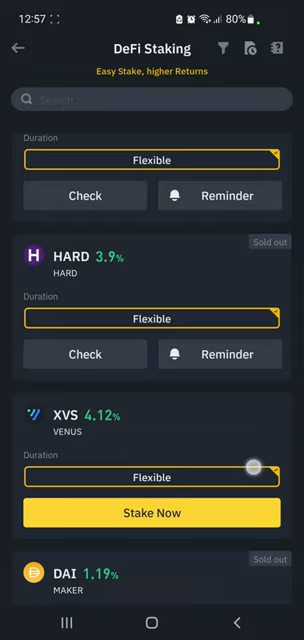 12:57
80%
DeFi Staking
Easy Stake, higher Returns
Search
Duration
Flexible
Check
Reminder
Sold out
HARD 3.9%
HARD
Duration
Flexible
Check
Reminder
XVS 4.12%
VENUS
Duration
Flexible
Stake Now
Sold out
DAI 1.19%
MAKER